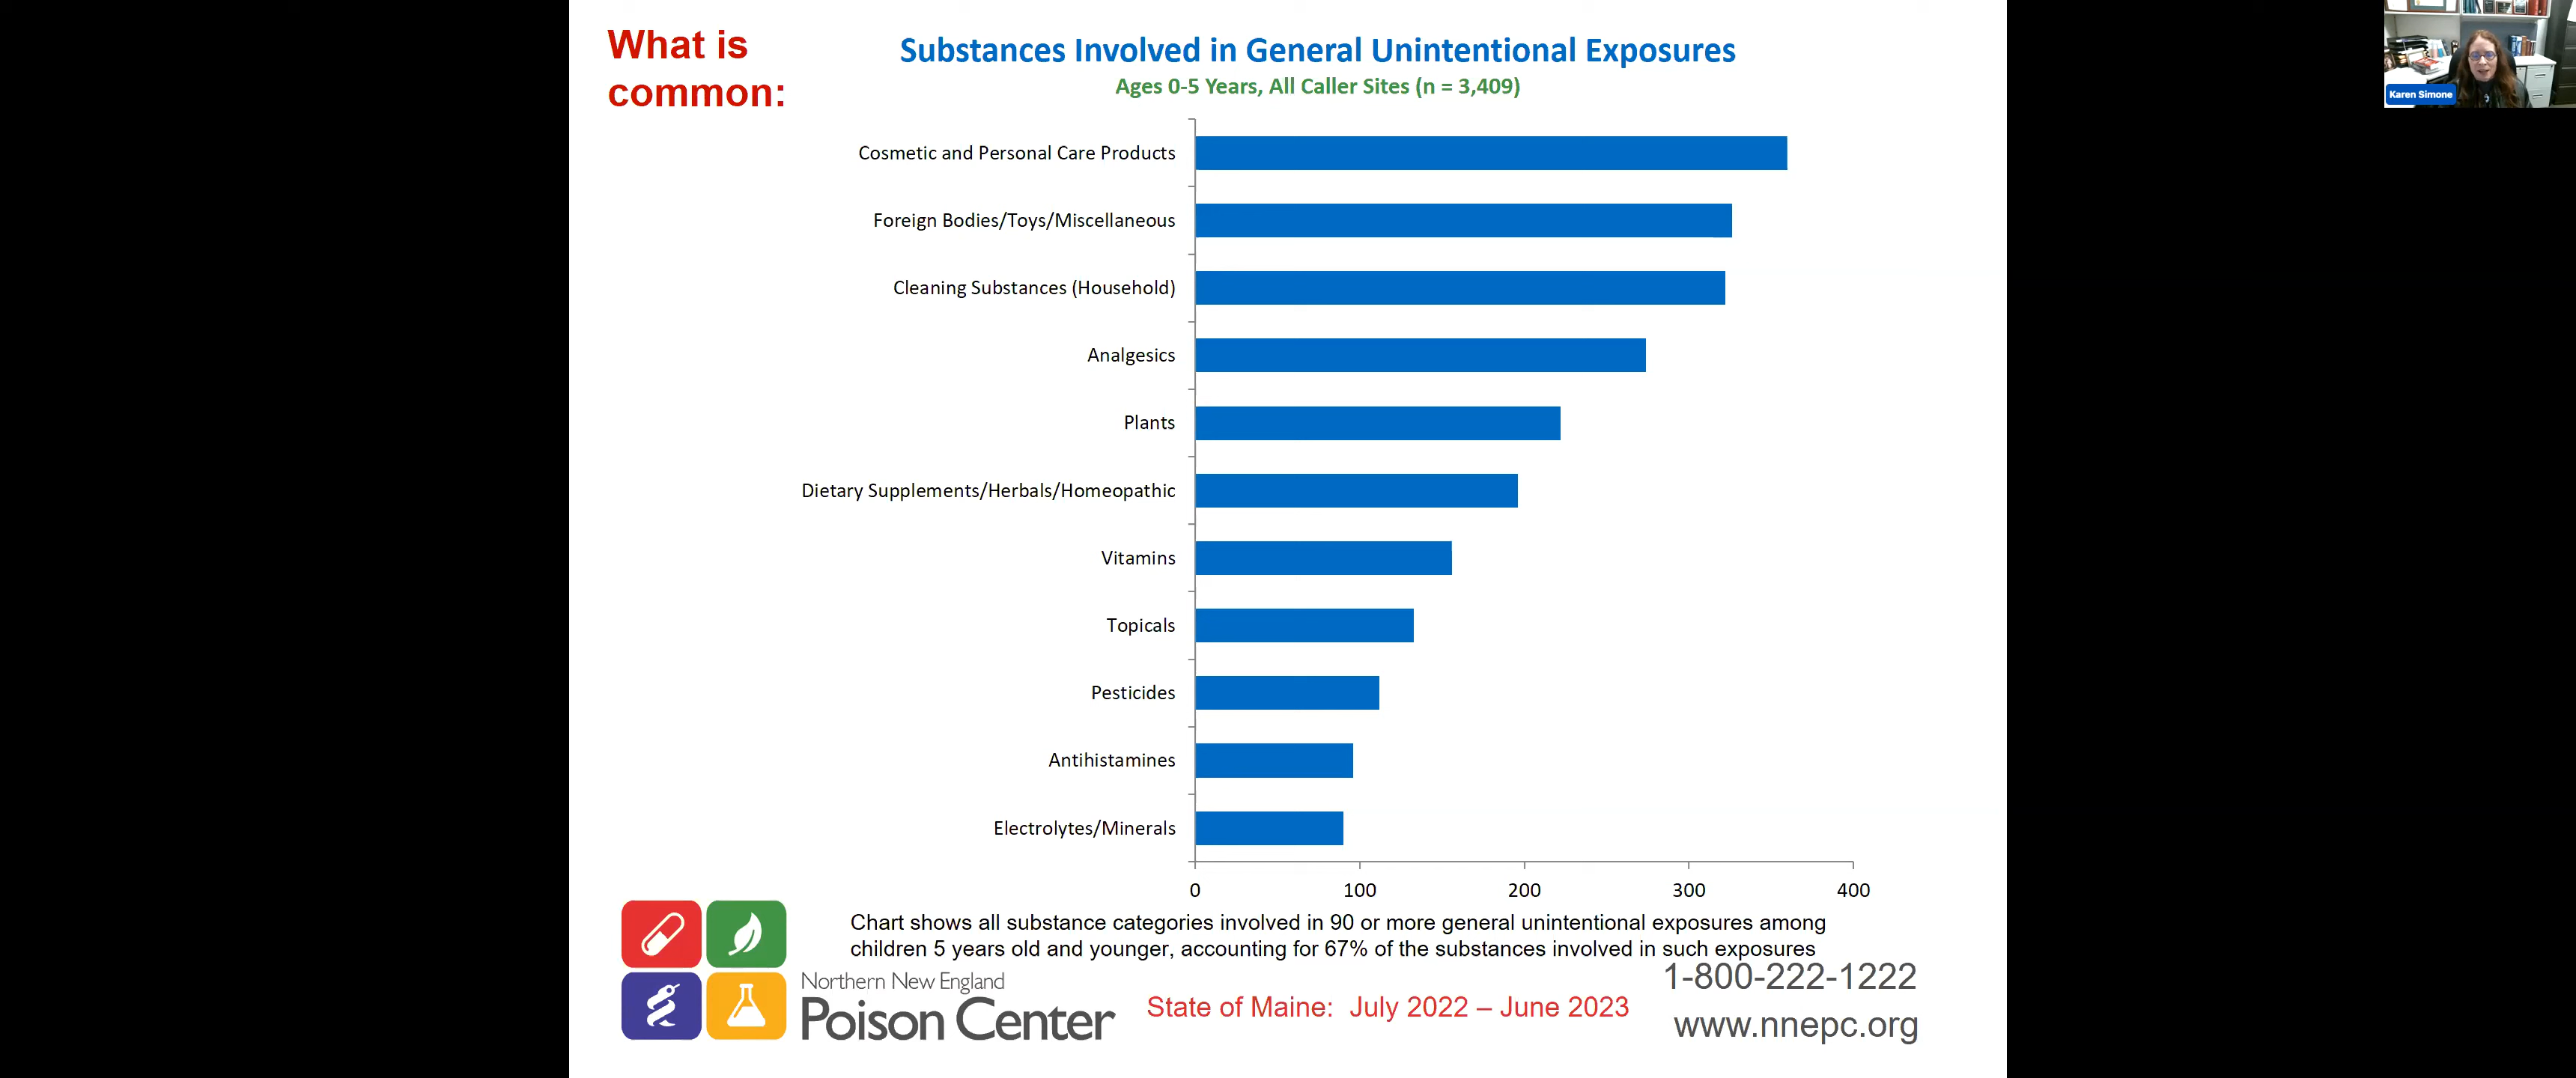 What is
common:
Substances Involved in General Unintentional Exposures
Ages 0-5 Years, All Caller Sites (n = 3,409)
Karen Simone
Cosmetic and Personal Care Products
Foreign Bodies/Toys/Miscellaneous
Cleaning Substances (Household)
Analgesics
Plants
Dietary Supplements/Herbals/Homeopathic
Vitamins
Topicals
Pesticides
Antihistamines
Electrolytes/Minerals
0 100 200 300 400
Chart shows all substance categories involved in 90 or more general unintentional exposures among
children 5 years old and younger, accounting for 67% of the substances involved in such exposures
Northern New England
Poison Center
State of Maine: July 2022 – June 2023
1-800-222-1222
www.nnepc.org